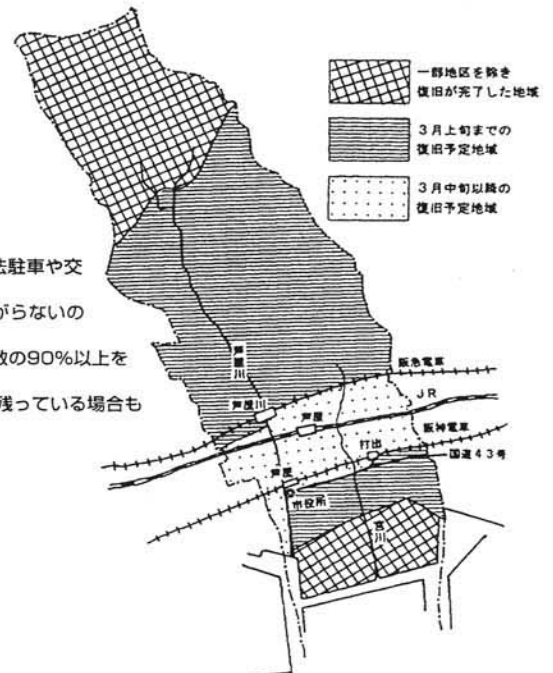 一部地区を除き
復旧が完了した地域
3月上旬までの
復旧予定地域
3月中旬以降の
復旧予定地域
法駐車や交
がらないの
数の90%以上を
残っている場合も
芦屋川
阪急電車
芦屋川
JR
芦屋
阪神電車
打出
芦屋
国道43号
市役所
宮川